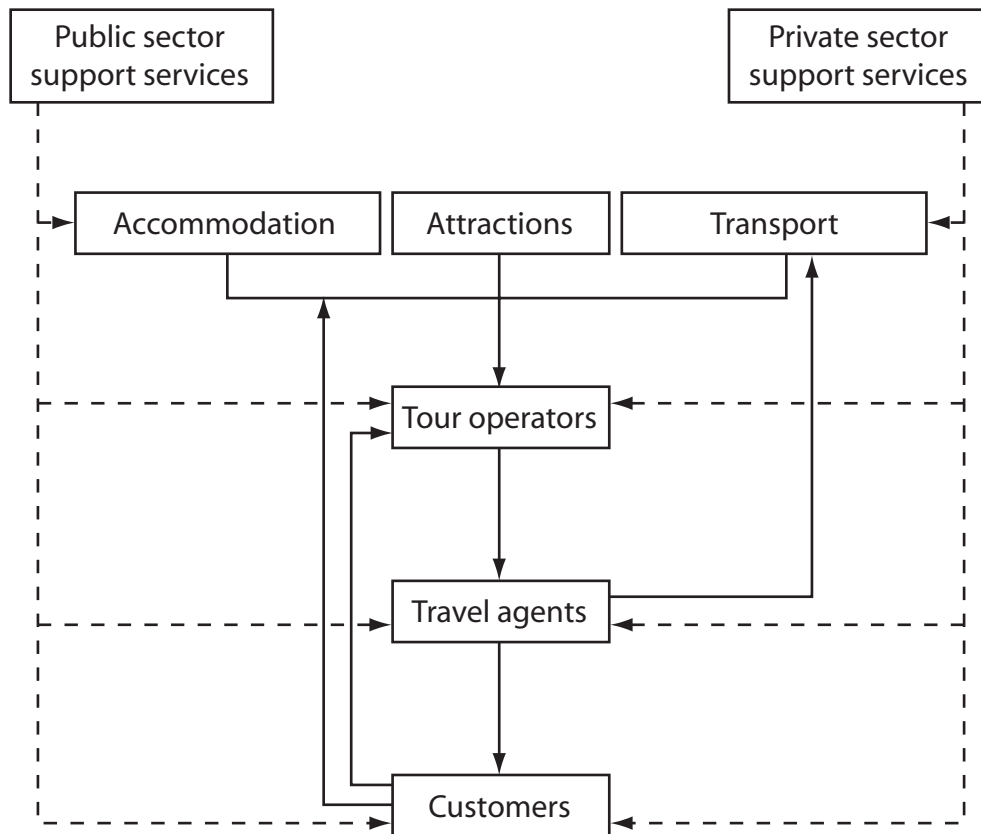 Public sector
support services
Private sector
support services
Accommodation
Attractions
Transport
Tour operators
Travel agents
Customers